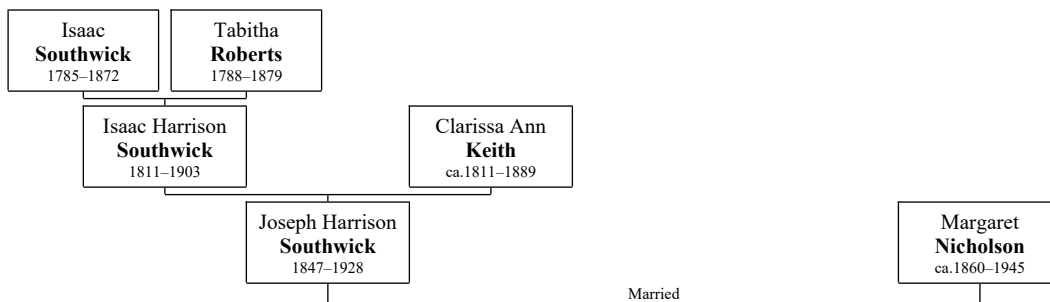 Isaac
Southwick
1785–1872
Tabitha
Roberts
1788–1879
Isaac Harrison
Southwick
1811–1903
Clarissa Ann
Keith
ca.1811–1889
Joseph Harrison
Southwick
1847–1928
Margaret
Nicholson
ca.1860–1945
Married